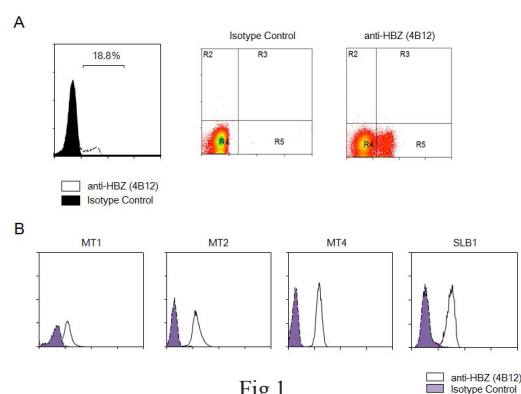 A
18.8%
anti-HBZ (4B12)
Isotype Control
Isotype Control
R2 R3
R4 R5
anti-HBZ (4B12)
R2 R3
R4 R5
B
MT1 MT2 MT4 SLB1
anti-HBZ (4B12)
Isotype Control
Fig 1